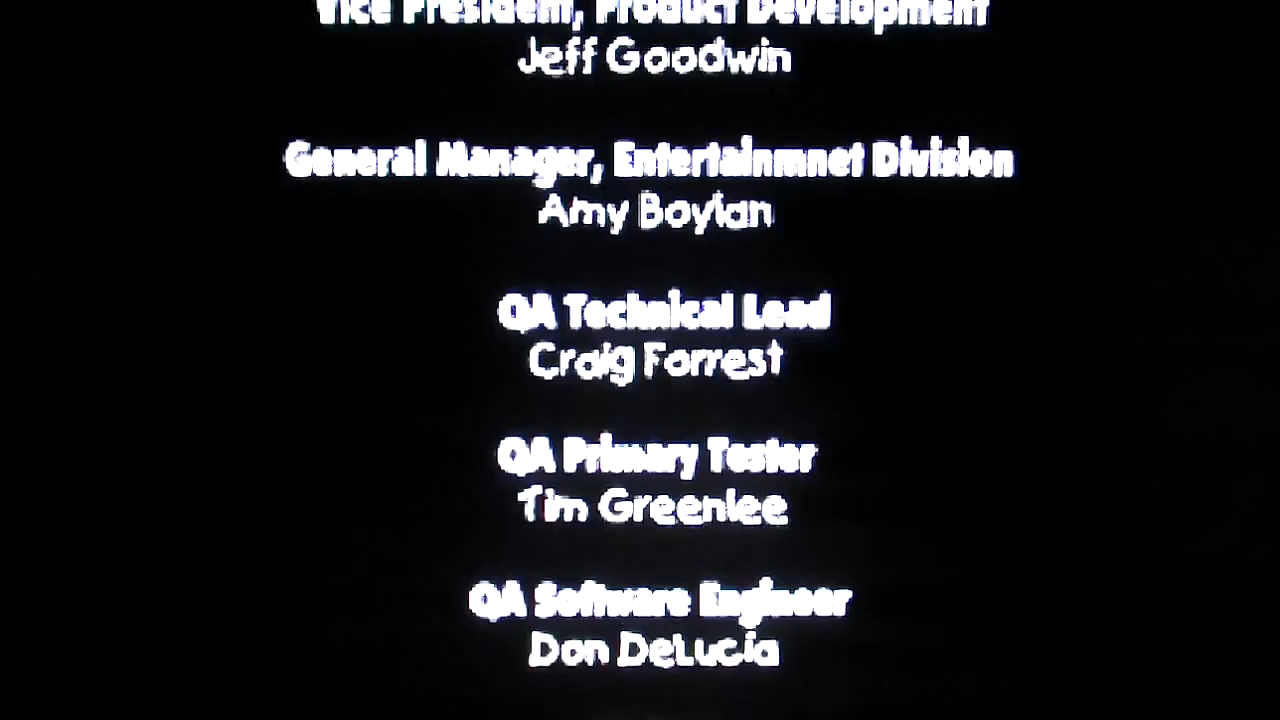 Vice President, Product Development
Jeff Goodwin
General Manager, Entertainmnet Division
Amy Boylan
QA Technical Lead
Craig Forrest
QA Primary Tester
Tim Greenlee
QA Software Engineer
Don DeLucia